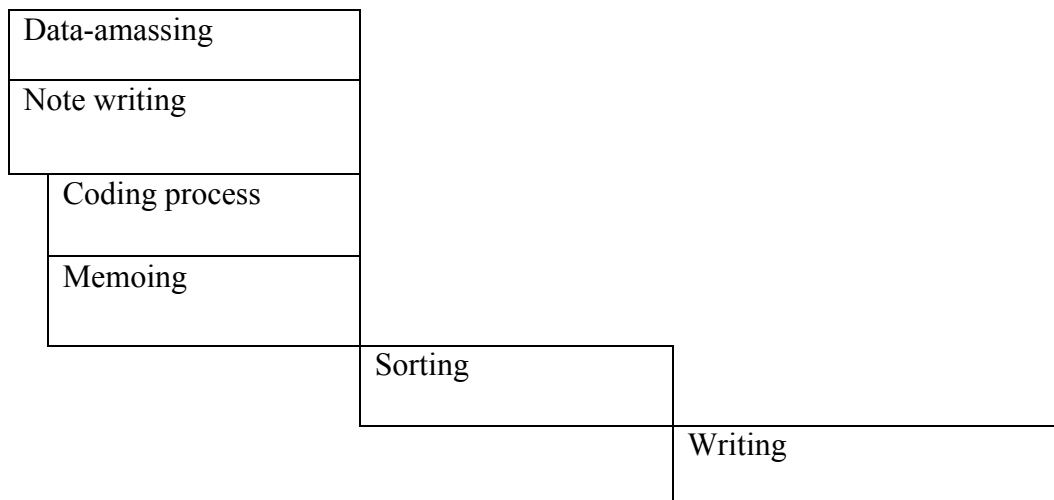 Data-amassing
Note writing
Coding process
Memoing
Sorting
Writing